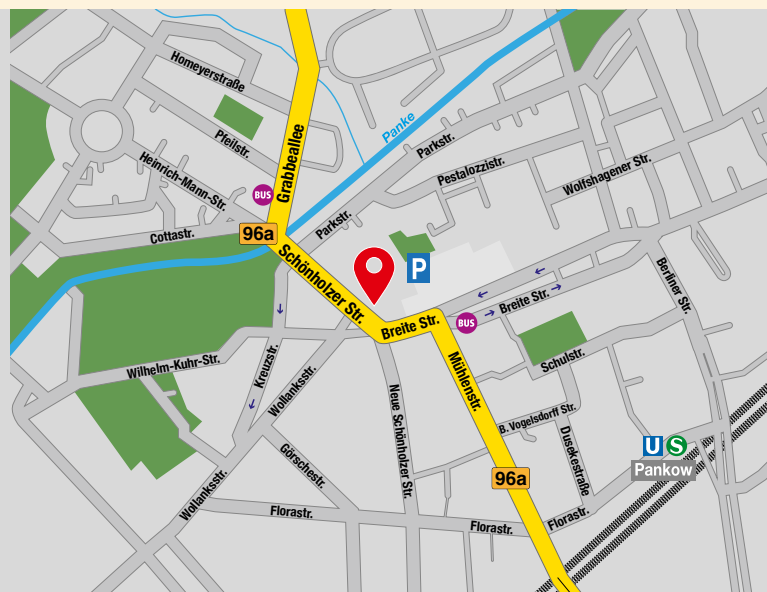 Homeyerstraße
Pfeilstr.
Grabbeallee
Panke
Parkstr.
Pestalozzistr.
Wolfshagener Str.
Heinrich-Mann-Str.
BUS
Cottastr.
96a
Parkstr.
Schönholzer Str.
P
Berliner Str.
Breite Str.
Breite Str.
BUS
Wilhelm-Kuhr-Str.
Kreuzstr.
Wollankstr.
Mühlenstr.
Schulstr.
Neue Schönholzer Str.
B. Vogelsdorff Str.
Dusekestraße
U S
Pankow
Görschestr.
96a
Wollankstr.
Florastr.
Florastr.
Florastr.